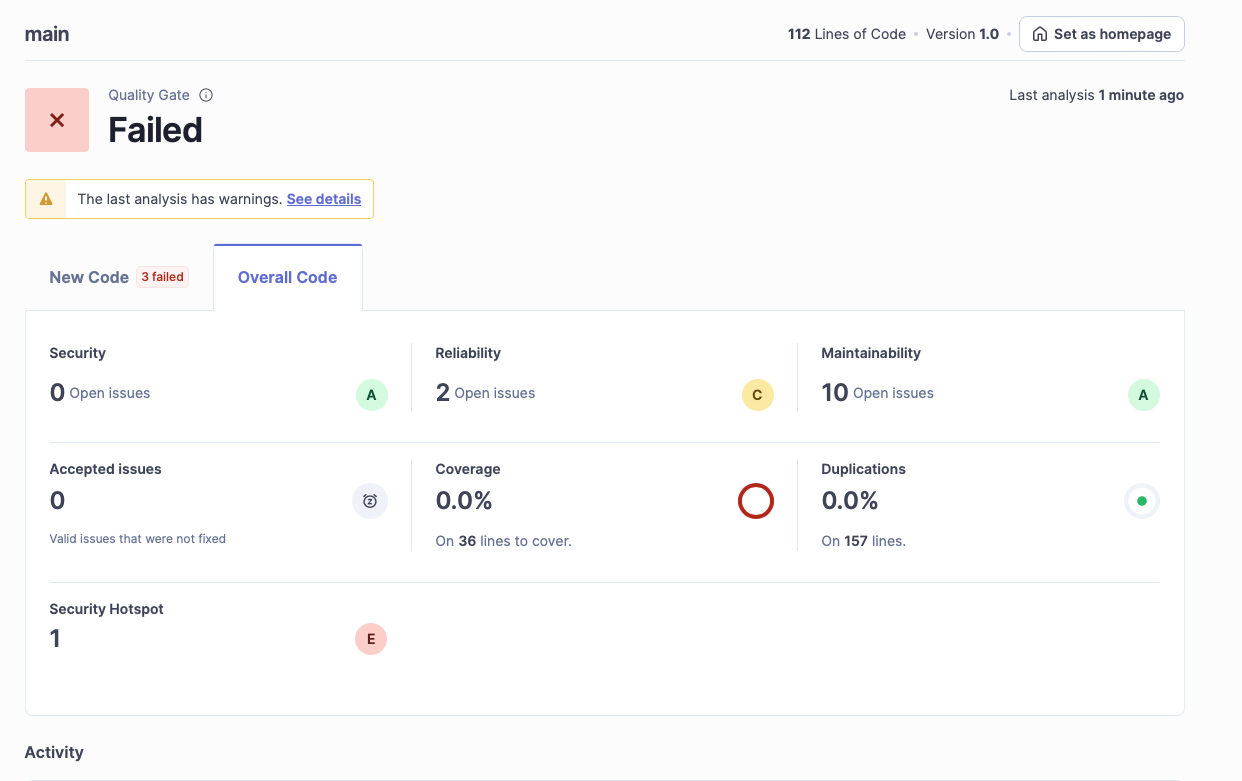 main
112 Lines of Code • Version 1.0 • Set as homepage
Quality Gate
Last analysis 1 minute ago
Failed
The last analysis has warnings. See details
New Code 3 failed
Overall Code
Security
0 Open issues
A
Reliability
2 Open issues
C
Maintainability
10 Open issues
A
Accepted issues
0
Valid issues that were not fixed
Coverage
0.0%
On 36 lines to cover.
Duplications
0.0%
On 157 lines.
Security Hotspot
1
E
Activity